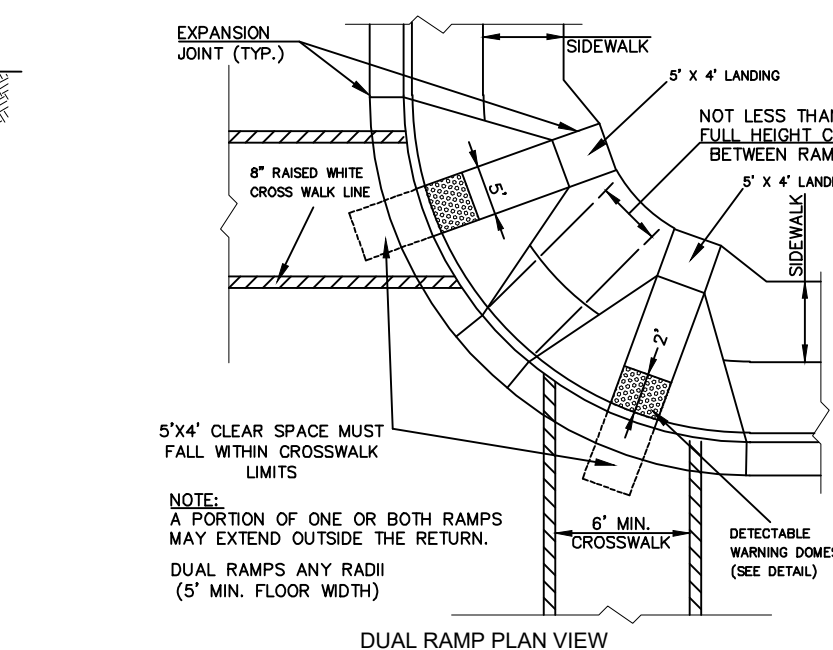 EXPANSION
JOINT (TYP.)
SIDEWALK
5' X 4' LANDING
NOT LESS THAN
FULL HEIGHT C
BETWEEN RAM
5' X 4' LANDI
8" RAISED WHITE
CROSS WALK LINE
5'
SIDEWALK
2'
5'X4' CLEAR SPACE MUST
FALL WITHIN CROSSWALK
LIMITS
NOTE:
A PORTION OF ONE OR BOTH RAMPS
MAY EXTEND OUTSIDE THE RETURN.
DUAL RAMPS ANY RADII
(5' MIN. FLOOR WIDTH)
6' MIN.
CROSSWALK
DETECTABLE
WARNING DOMES
(SEE DETAIL)
DUAL RAMP PLAN VIEW